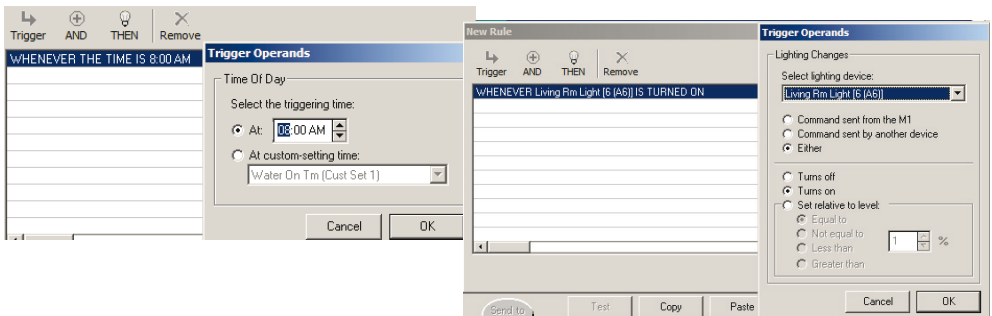 Trigger AND THEN Remove
WHENEVER THE TIME IS 8:00 AM
Trigger Operands
Time Of Day
Select the triggering time:
At: 08:00 AM
At custom-setting time:
Water On Tm (Cust Set 1)
Cancel OK
New Rule
Trigger AND THEN Remove
WHENEVER Living Rm Light [6 (A6)] IS TURNED ON
Send to Test Copy Paste
Trigger Operands
Lighting Changes
Select lighting device:
Living Rm Light [6 (A6)]
Command sent from the M1
Command sent by another device
Either
Turns off
Turns on
Set relative to level:
Equal to
Not equal to
Less than
1 %
Greater than
Cancel OK